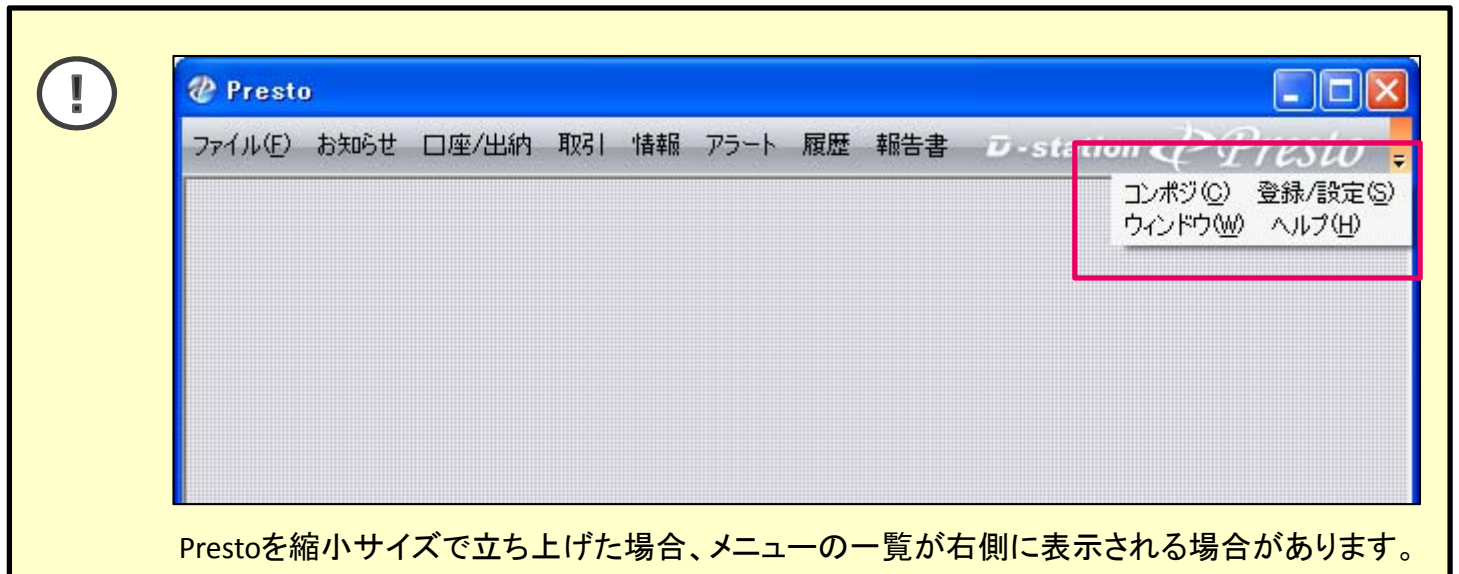 !
Presto
ファイル(F) お知らせ 口座/出納 取引 情報 アラート 履歴 報告書 D-station Presto
コンポジ(C) 登録/設定(S)
ウィンドウ(W) ヘルプ(H)
Prestoを縮小サイズで立ち上げた場合、メニューの一覧が右側に表示される場合があります。